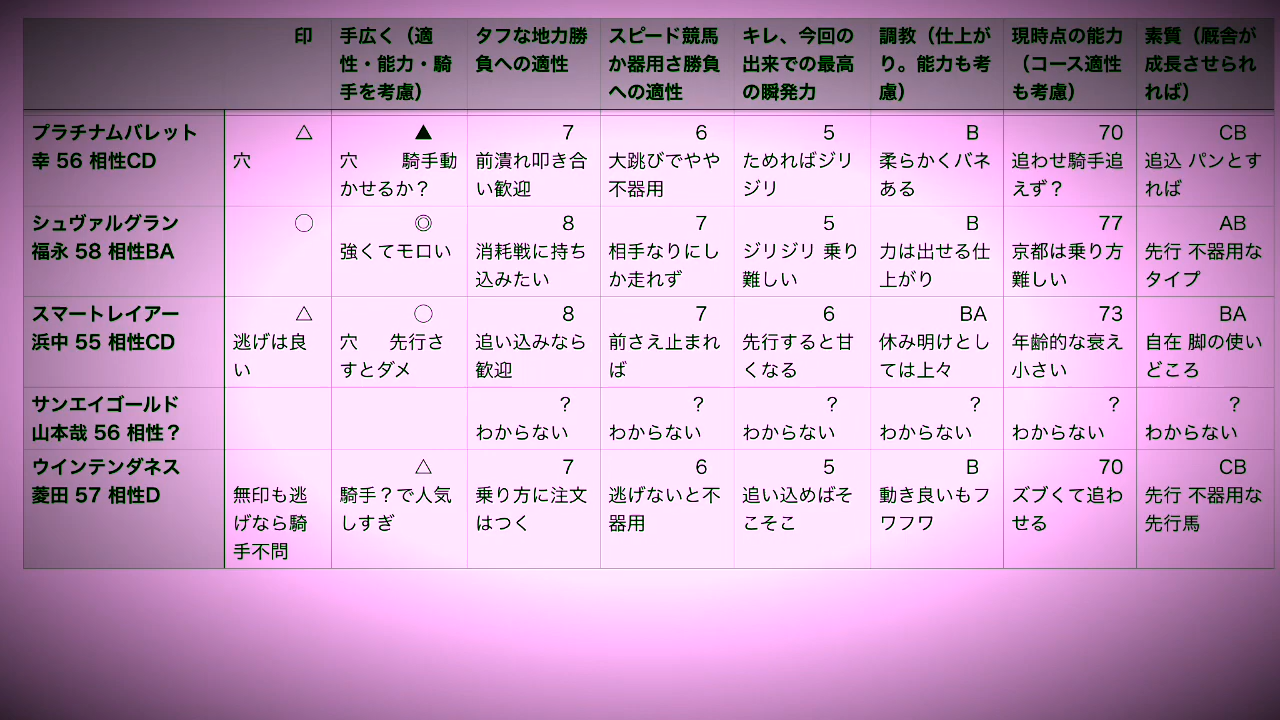 印
手広く（適性・能力・騎手を考慮）
タフな地力勝負への適性
スピード競馬か器用さ勝負への適性
キレ、今回の出来での最高の瞬発力
調教（仕上がり。能力も考慮）
現時点の能力（コース適性も考慮）
素質（厩舎が成長させられれば）
プラチナムバレット
幸 56 相性CD
△
穴
▲
穴 騎手動かせるか？
7
前潰れ叩き合い歓迎
6
大跳びでやや不器用
5
ためればジリジリ
B
柔らかくバネある
70
追わせ騎手追えず？
CB
追込 パンとすれば
シュヴァルグラン
福永 58 相性BA
○
◎
強くてモロい
8
消耗戦に持ち込みたい
7
相手なりにしか走れず
5
ジリジリ 乗り難しい
B
力は出せる仕上がり
77
京都は乗り方難しい
AB
先行 不器用なタイプ
スマートレイアー
浜中 55 相性CD
△
逃げは良い
○
穴 先行さすとダメ
8
追い込みなら歓迎
7
前さえ止まれば
6
先行すると甘くなる
BA
休み明けとしては上々
73
年齢的な衰え小さい
BA
自在 脚の使いどころ
サンエイゴールド
山本哉 56 相性？
？
わからない
？
わからない
？
わからない
？
わからない
？
わからない
？
わからない
ウインテンダネス
菱田 57 相性D
無印も逃げなら騎手不問
△
騎手？で人気しすぎ
7
乗り方に注文はつく
6
逃げないと不器用
5
追い込めばそこそこ
B
動き良いもフワフワ
70
ズブくて追わせる
CB
先行 不器用な先行馬